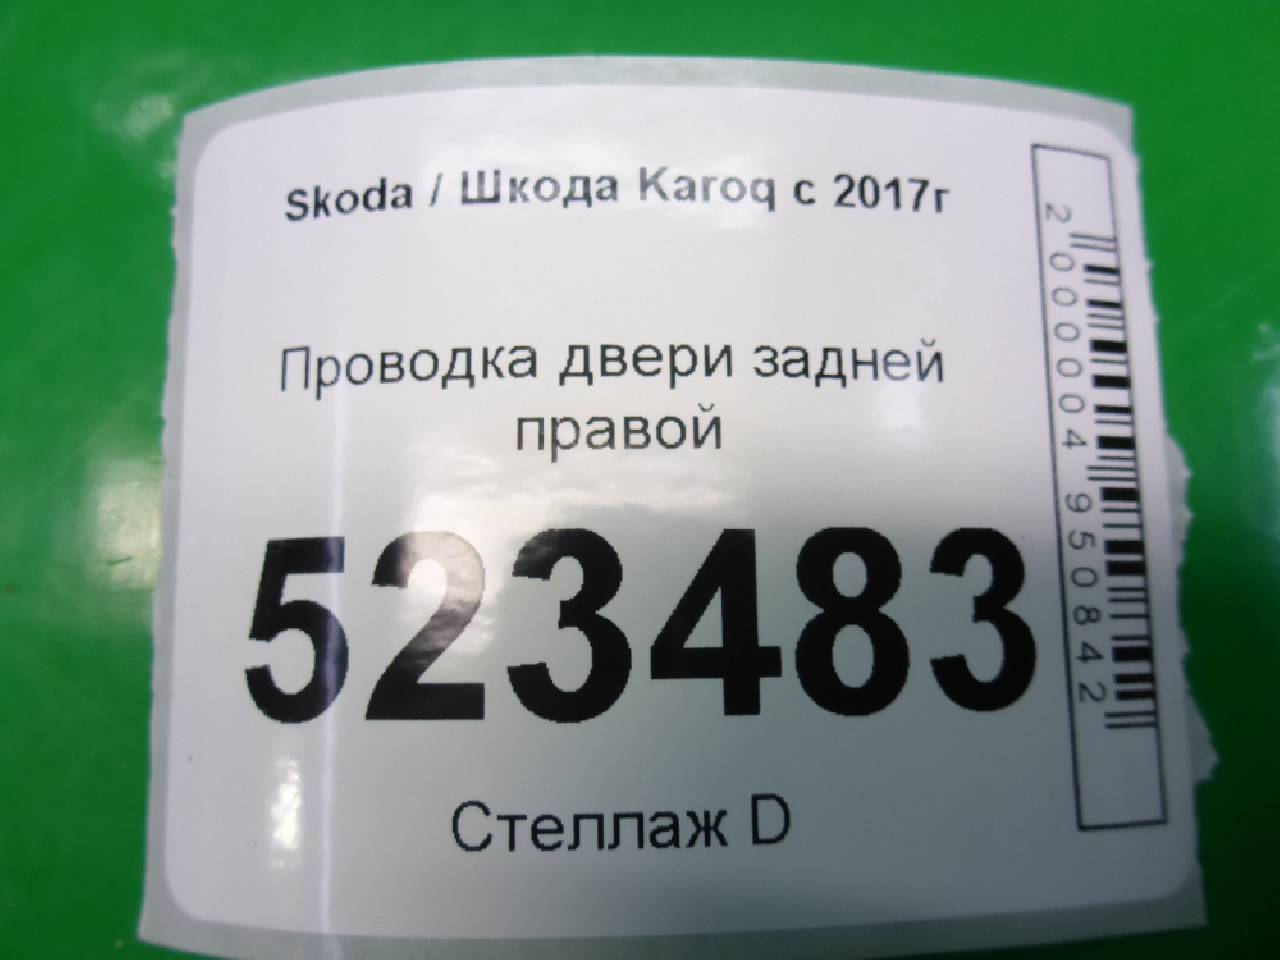 Skoda / Шкода Karoq с 2017г
Проводка двери задней
правой
523483
Стеллаж D
2000004950842